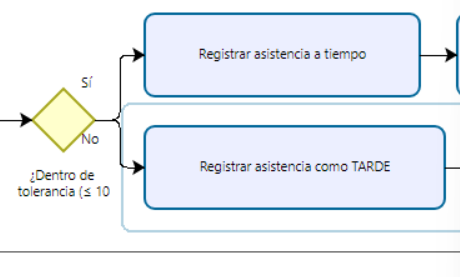 Registrar asistencia a tiempo
Sí
No
Registrar asistencia como TARDE
¿Dentro de
tolerancia (≤ 10